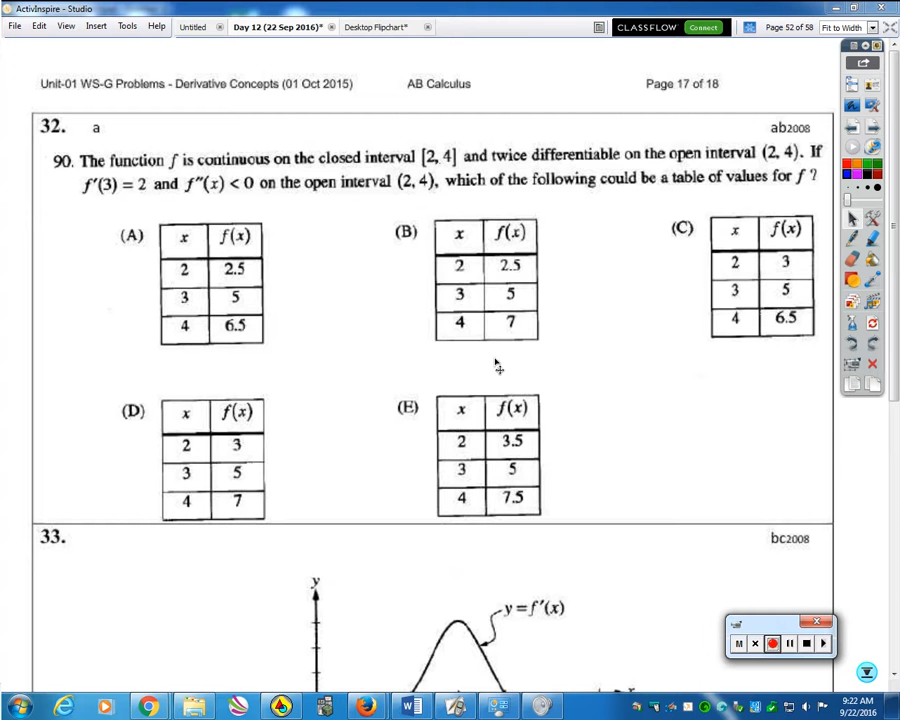 ActivInspire - Studio
File Edit View Insert Tools Help
Untitled
Day 12 (22 Sep 2016)*
Desktop Flipchart*
CLASSFLOW Connect
Page 52 of 58
Fit to Width
Unit-01 WS-G Problems - Derivative Concepts (01 Oct 2015) AB Calculus Page 17 of 18
32. a ab2008
90. The function f is continuous on the closed interval [2, 4] and twice differentiable on the open interval (2, 4). If
f′(3) = 2 and f″(x) < 0 on the open interval (2, 4), which of the following could be a table of values for f ?
(A)
x f(x)
2 2.5
3 5
4 6.5
(B)
x f(x)
2 2.5
3 5
4 7
(C)
x f(x)
2 3
3 5
4 6.5
(D)
x f(x)
2 3
3 5
4 7
(E)
x f(x)
2 3.5
3 5
4 7.5
33. bc2008
y
y = f′(x)
M
9:22 AM
9/22/2016